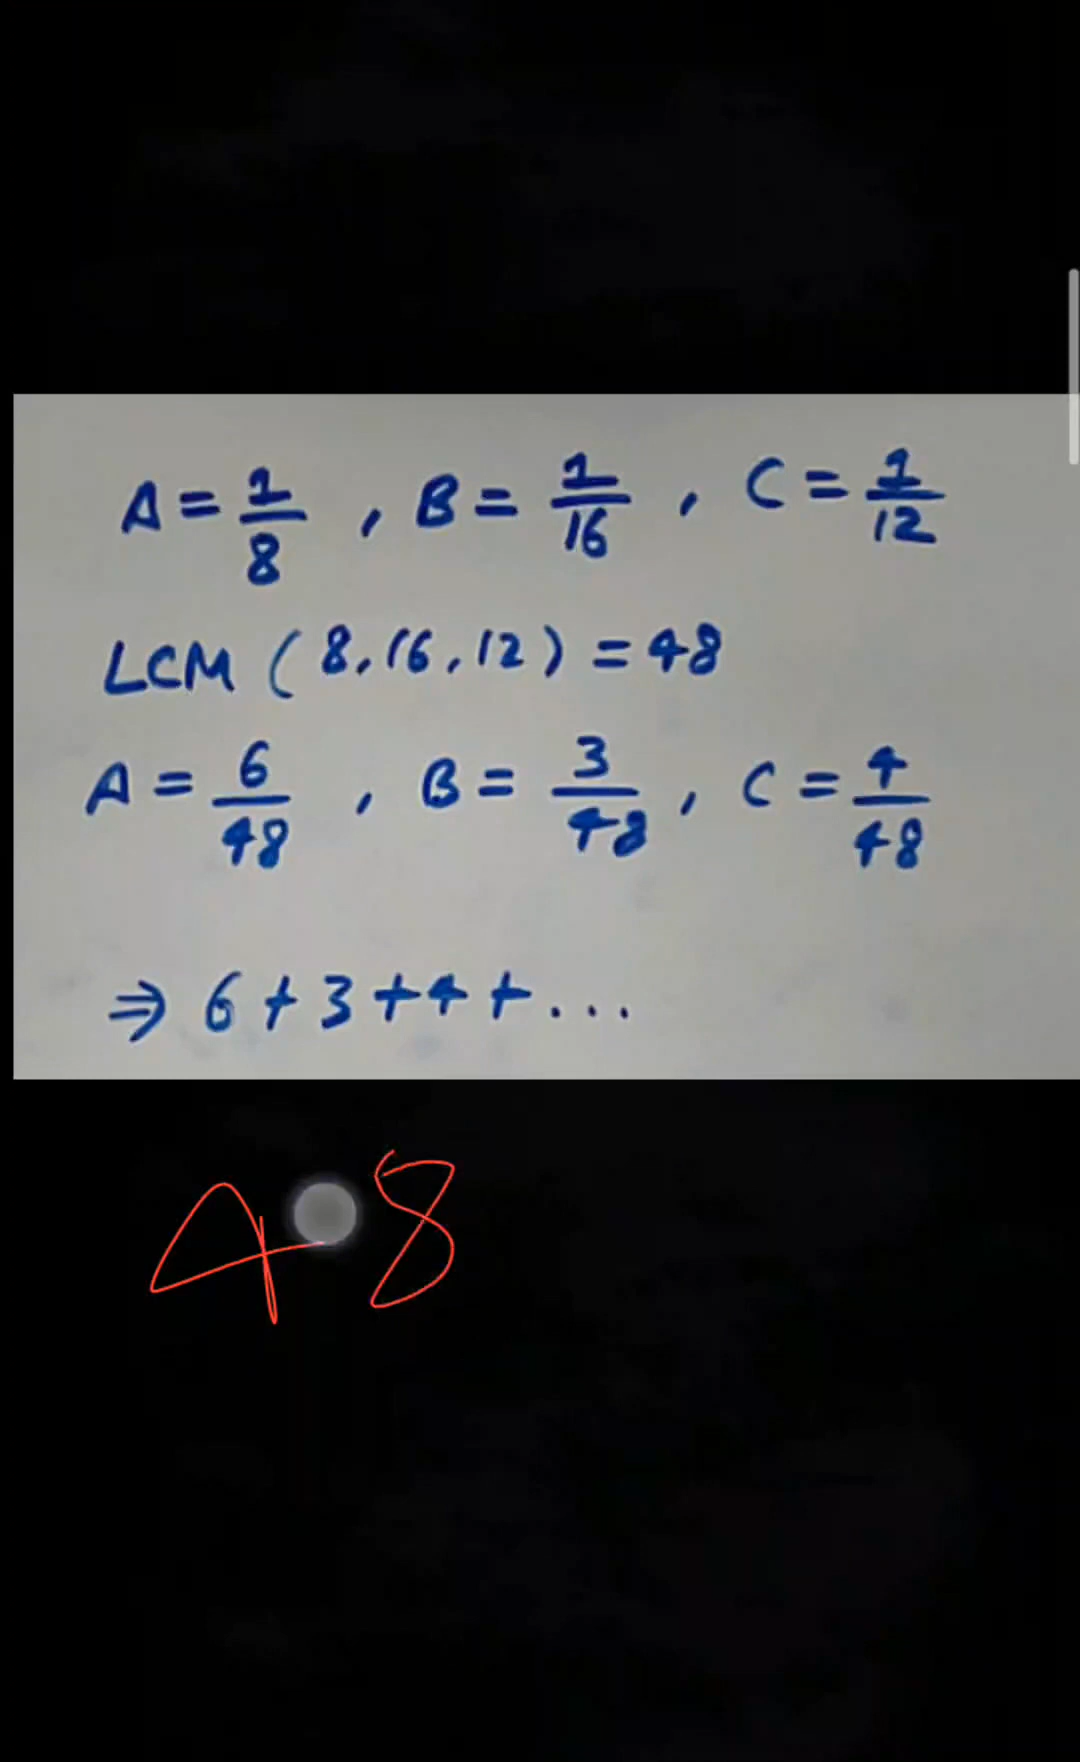 A = 1/8 , B = 1/16 , C = 1/12
LCM ( 8, 16, 12 ) = 48
A = 6/48 , B = 3/48 , C = 4/48
⇒ 6 + 3 + 4 + ...
48